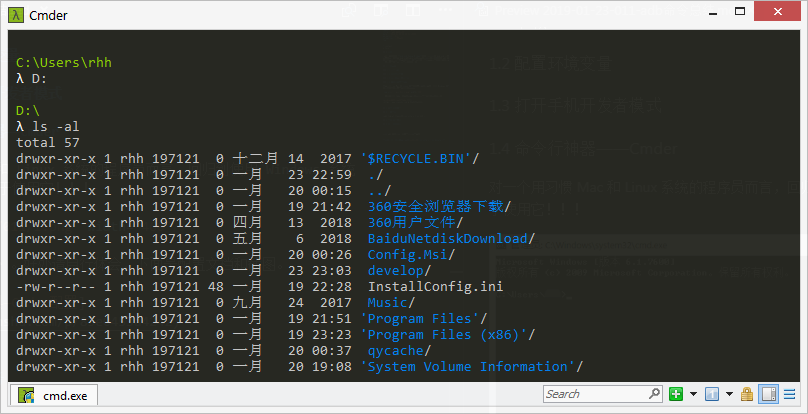 Cmder
C:\Users\rhh
λ D:
D:\
λ ls -al
total 57
drwxr-xr-x 1 rhh 197121  0 十二月 14  2017 '$RECYCLE.BIN'/
drwxr-xr-x 1 rhh 197121  0 一月   23 22:59  ./
drwxr-xr-x 1 rhh 197121  0 一月   20 00:15  ../
drwxr-xr-x 1 rhh 197121  0 一月   19 21:42  360安全浏览器下载/
drwxr-xr-x 1 rhh 197121  0 四月   13  2018  360用户文件/
drwxr-xr-x 1 rhh 197121  0 五月    6  2018  BaiduNetdiskDownload/
drwxr-xr-x 1 rhh 197121  0 一月   20 00:26  Config.Msi/
drwxr-xr-x 1 rhh 197121  0 一月   23 23:03  develop/
-rw-r--r-- 1 rhh 197121 48 一月   19 22:28  InstallConfig.ini
drwxr-xr-x 1 rhh 197121  0 九月   24  2017  Music/
drwxr-xr-x 1 rhh 197121  0 一月   19 21:51 'Program Files'/
drwxr-xr-x 1 rhh 197121  0 一月   19 23:23 'Program Files (x86)'/
drwxr-xr-x 1 rhh 197121  0 一月   20 00:37  qycache/
drwxr-xr-x 1 rhh 197121  0 一月   20 19:08 'System Volume Information'/
cmd.exe
Search